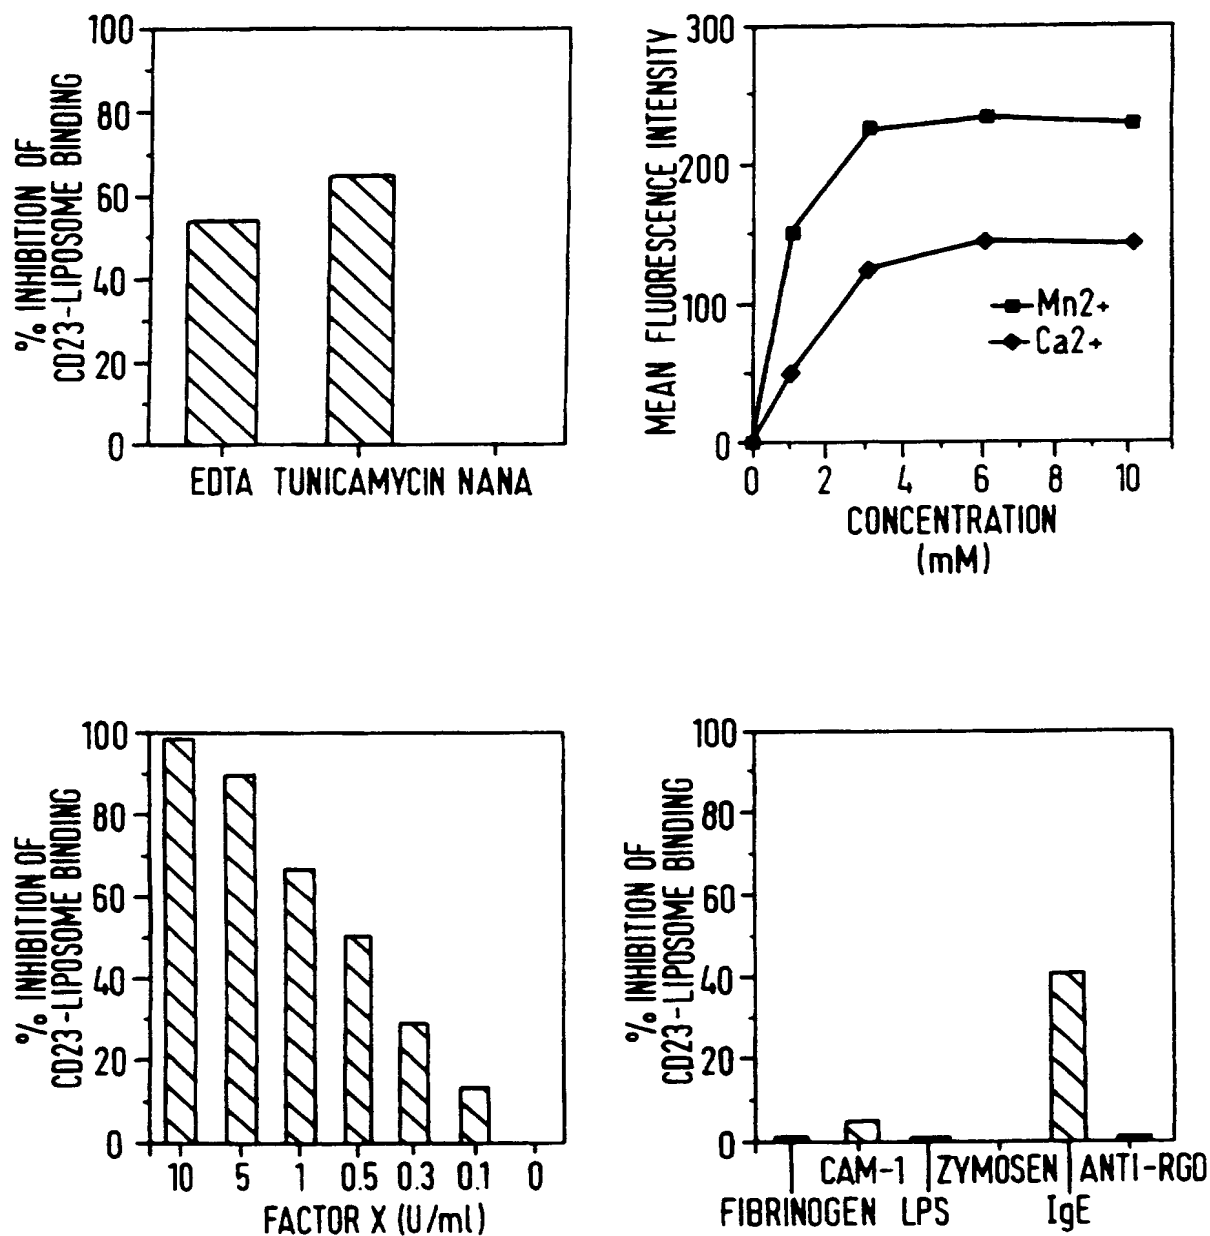 % INHIBITION OF
CD23-LIPOSOME BINDING
100
80
60
40
20
0
EDTA TUNICAMYCIN NANA
MEAN FLUORESCENCE INTENSITY
300
200
100
0
Mn2+
Ca2+
0 2 4 6 8 10
CONCENTRATION
(mM)
% INHIBITION OF
CD23-LIPOSOME BINDING
100
80
60
40
20
0
10 5 1 0.5 0.3 0.1 0
FACTOR X (U/ml)
% INHIBITION OF
CD23-LIPOSOME BINDING
100
80
60
40
20
0
CAM-1 ZYMOSEN ANTI-RGD
FIBRINOGEN LPS IgE